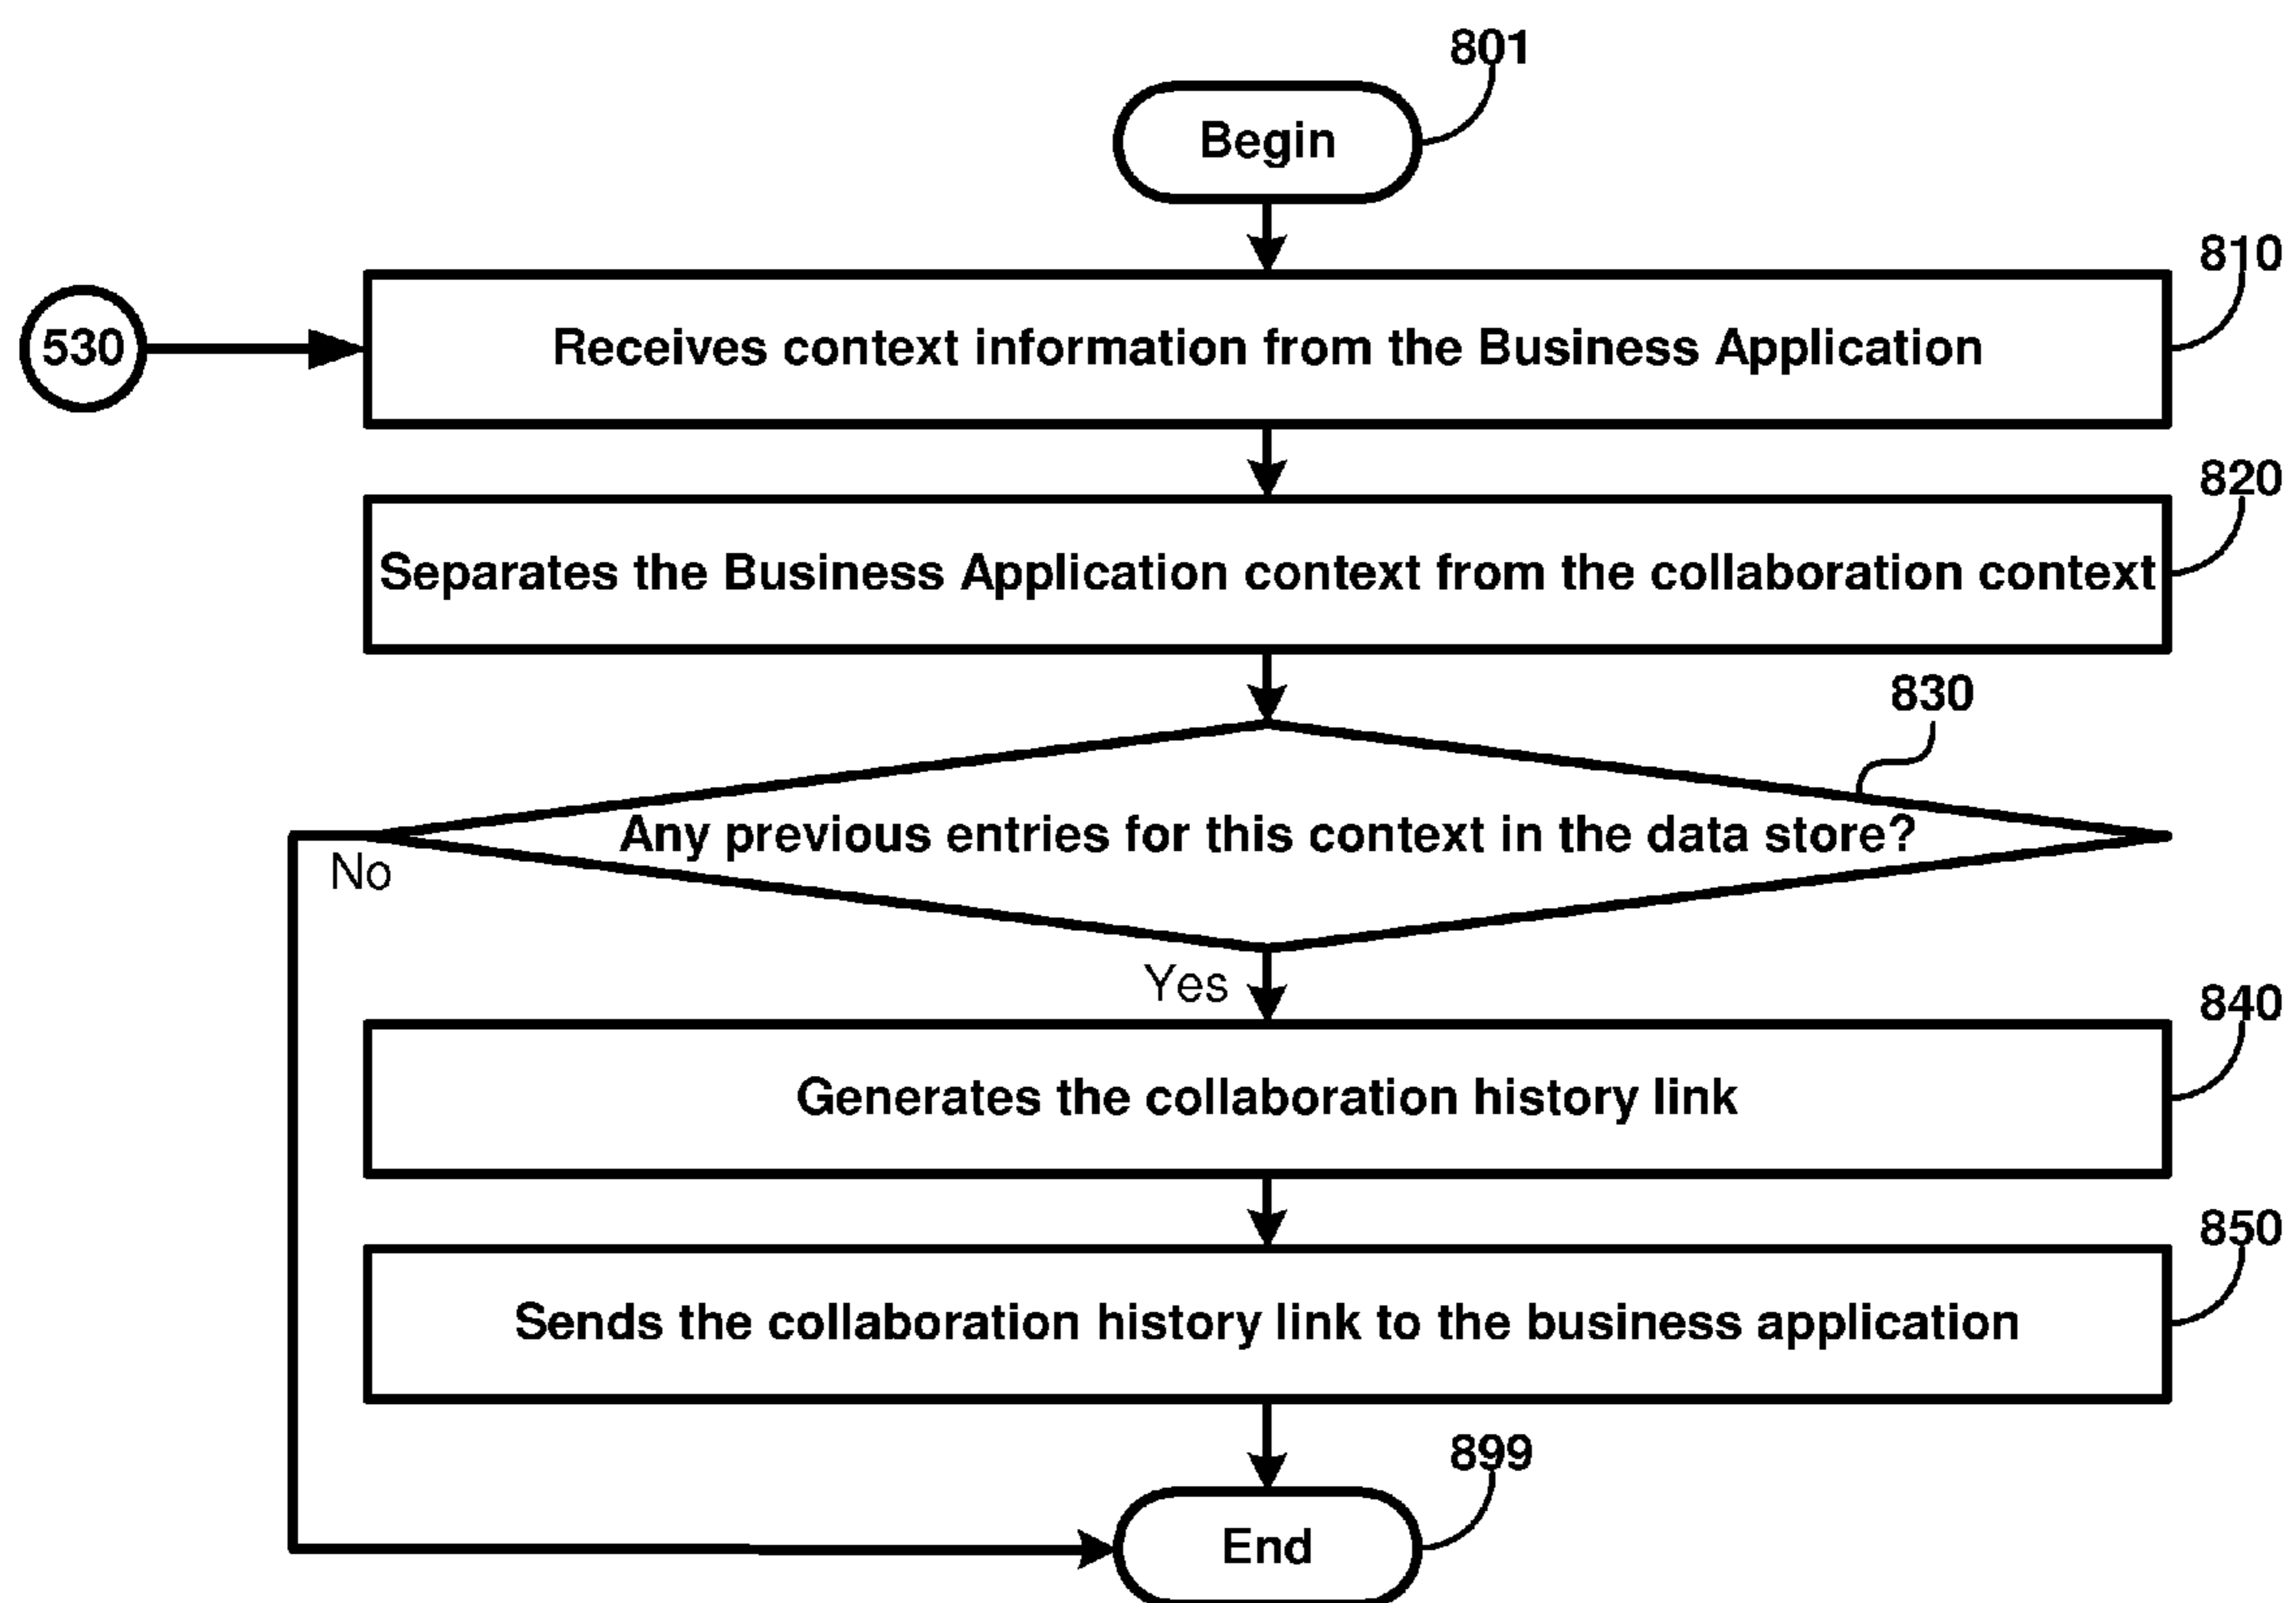 801
Begin
810
530
Receives context information from the Business Application
820
Separates the Business Application context from the collaboration context
830
Any previous entries for this context in the data store?
No
Yes
840
Generates the collaboration history link
850
Sends the collaboration history link to the business application
899
End